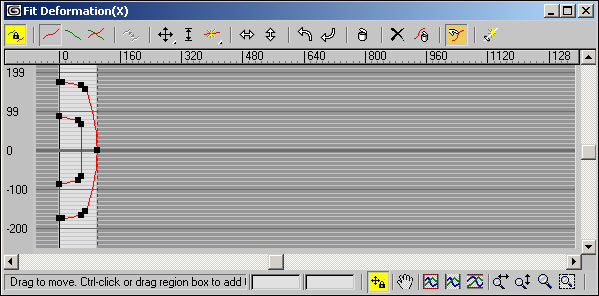 Fit Deformation(X)
0 160 320 480 640 800 960 1120 128
199
99
0
-100
-200
Drag to move. Ctrl-click or drag region box to add